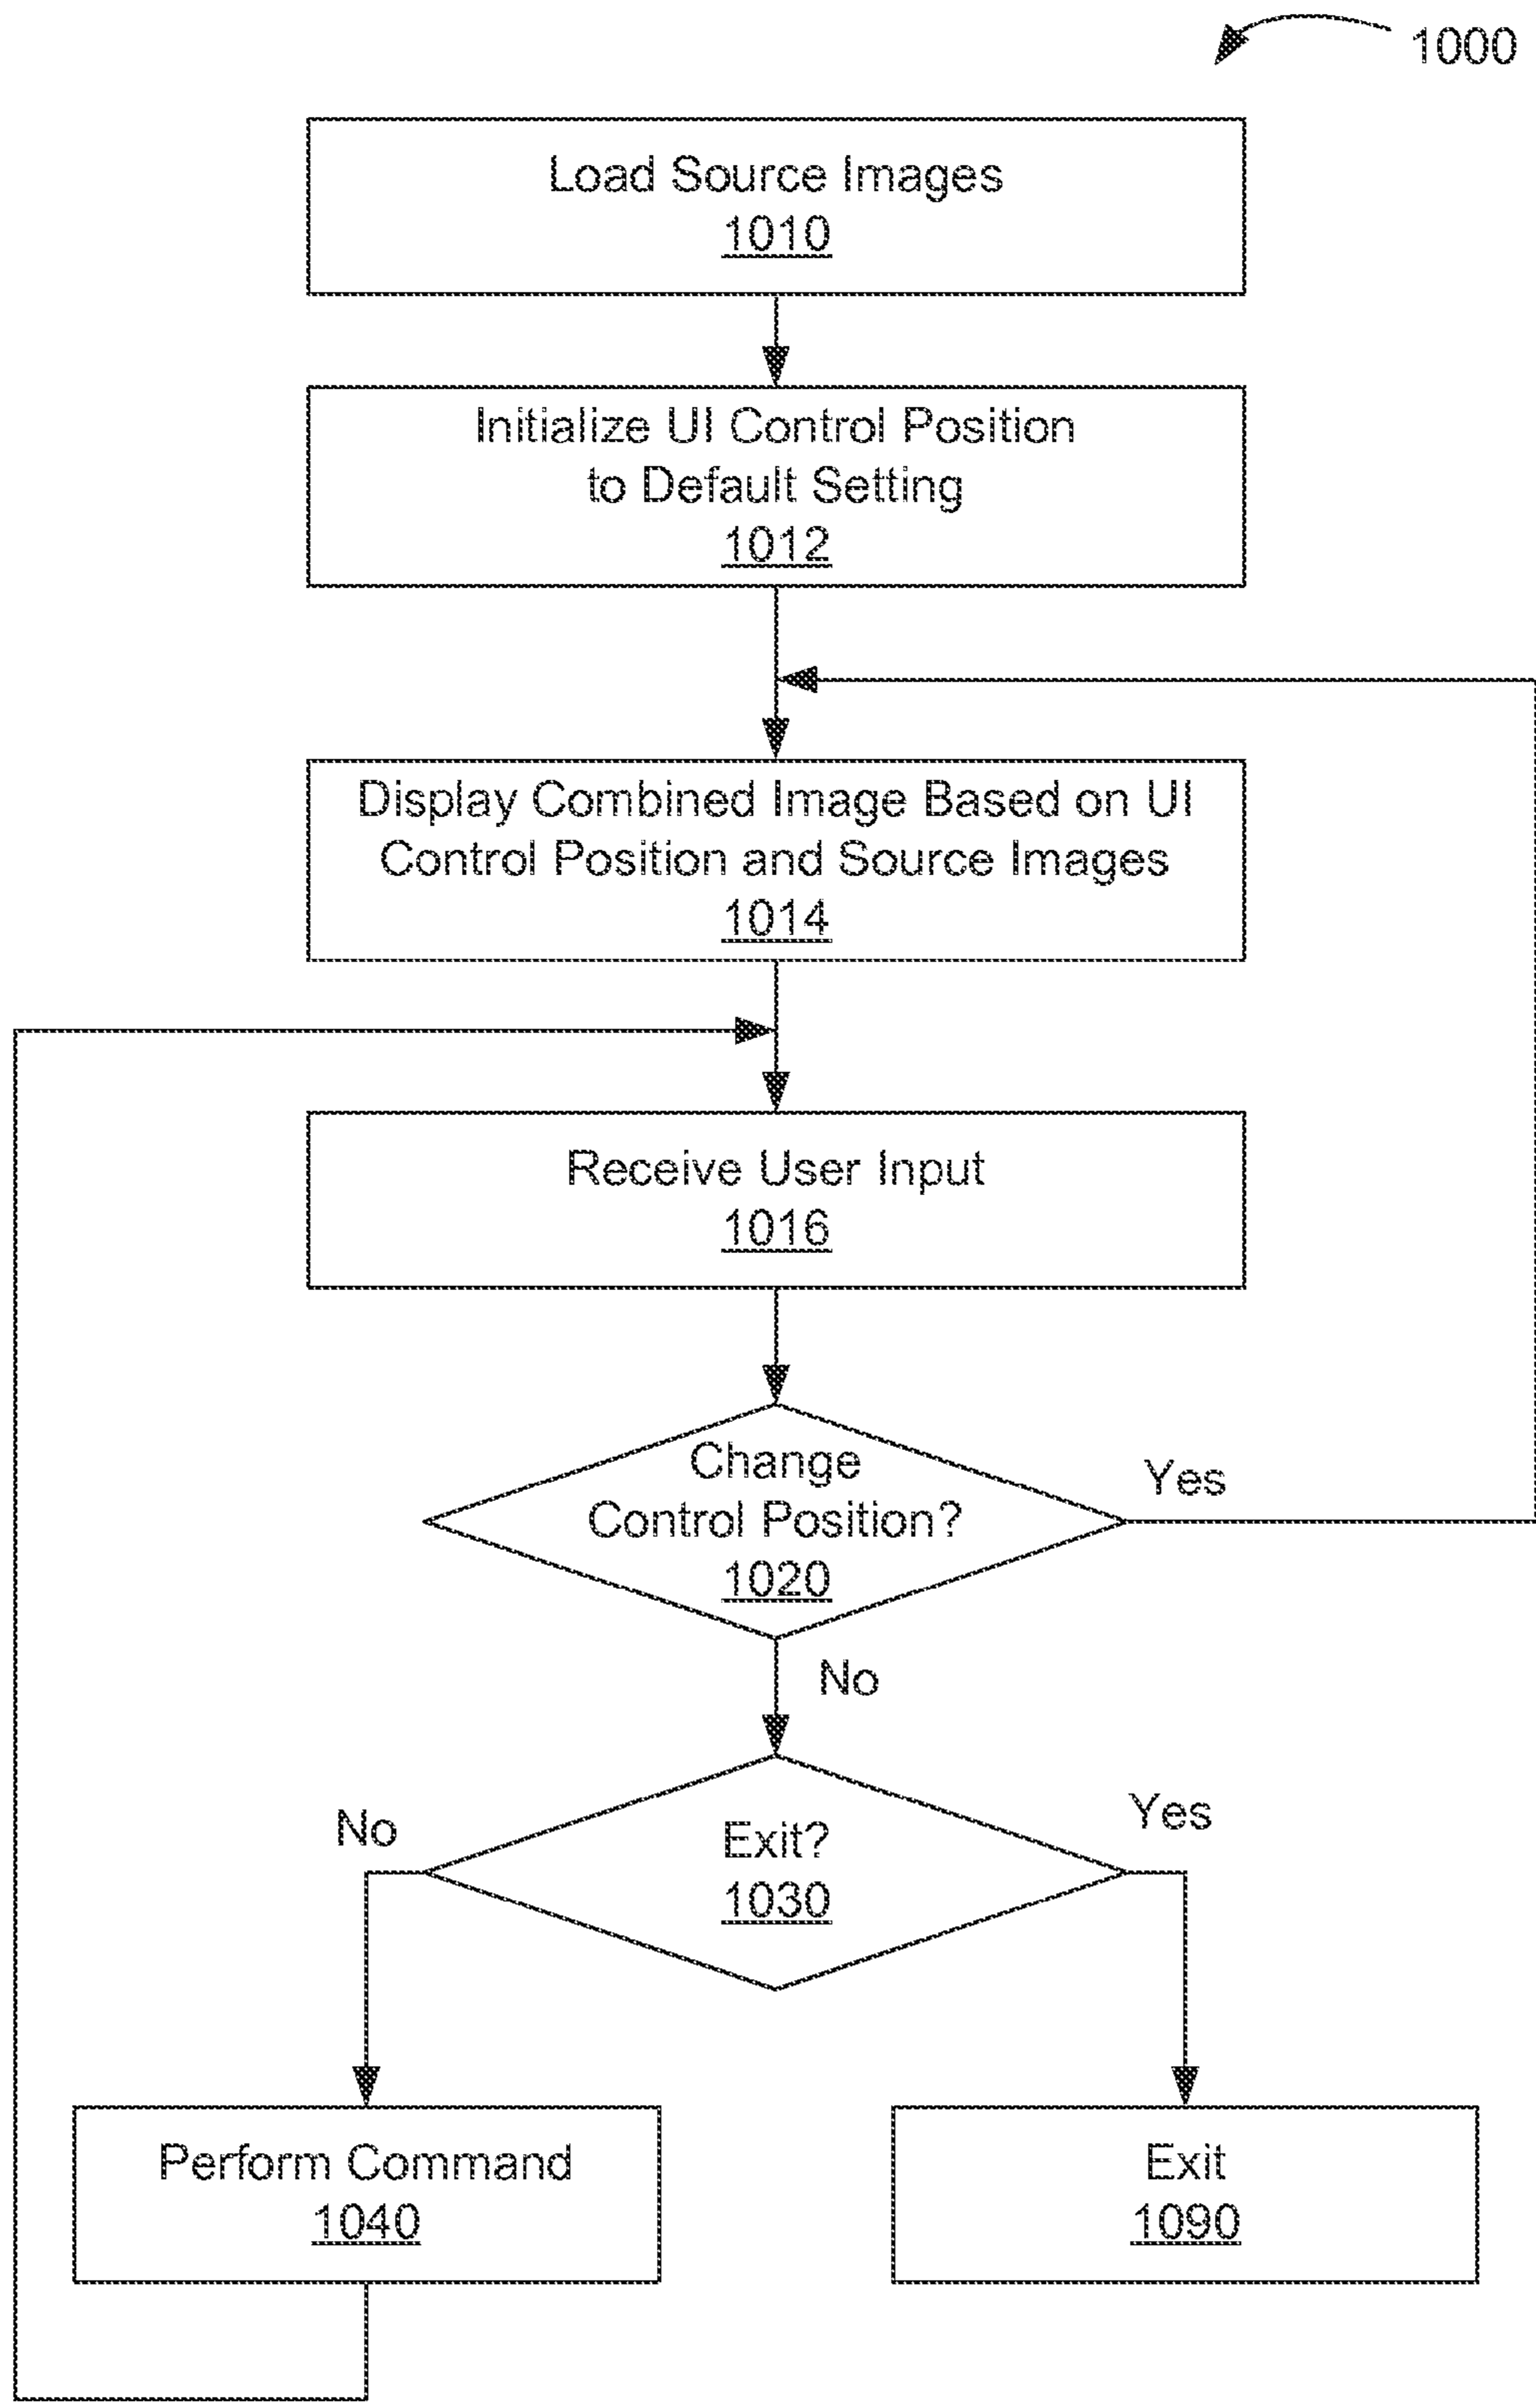 1000
Load Source Images
1010
Initialize UI Control Position
to Default Setting
1012
Display Combined Image Based on UI
Control Position and Source Images
1014
Receive User Input
1016
Change
Control Position?
1020
Yes
No
Exit?
1030
No
Yes
Perform Command
1040
Exit
1090